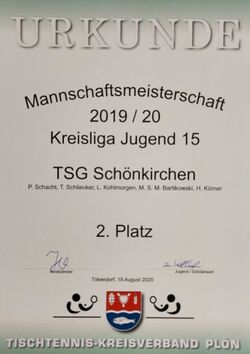 URKUNDE
Mannschaftsmeisterschaft
2019 / 20
Kreisliga Jugend 15
TSG Schönkirchen
P. Schacht, T. Schliecker, L. Kohlmorgen, M. S. M. Bartikowski, H. Körner
2. Platz
Vorsitzender
Jugend / Schülerwart
Tökendorf, 19 August 2020
TISCHTENNIS-KREISVERBAND PLÖN